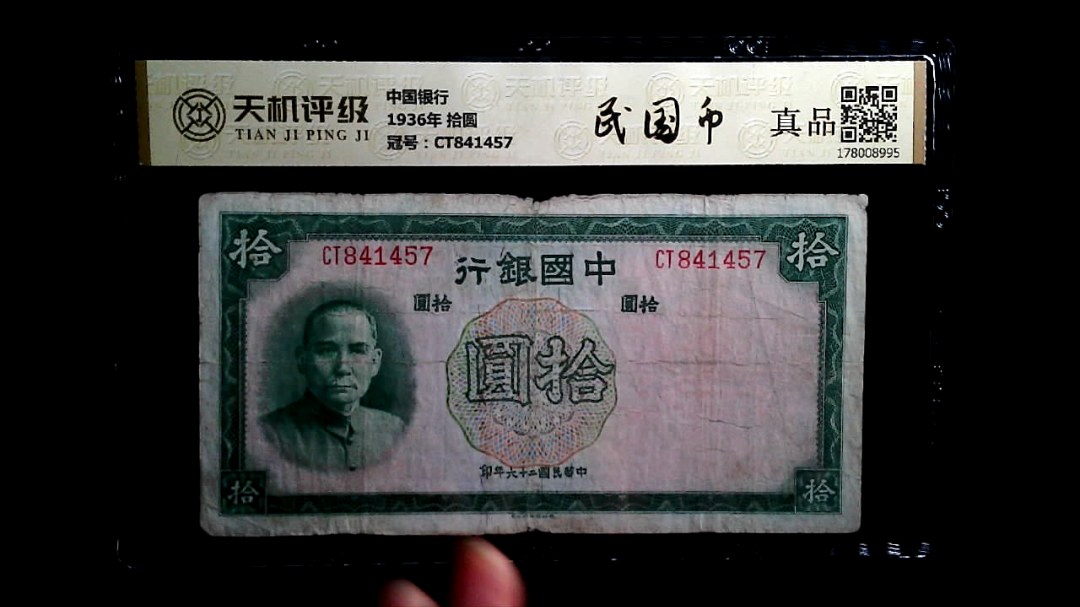 天机评级
TIAN JI PING JI
中国银行
1936年 拾圆
冠号：CT841457
民国币
真品
178008995
拾
CT841457
行銀國中
CT841457
拾
圓拾
圓拾
圓拾
印年六十二國民華中
拾
拾